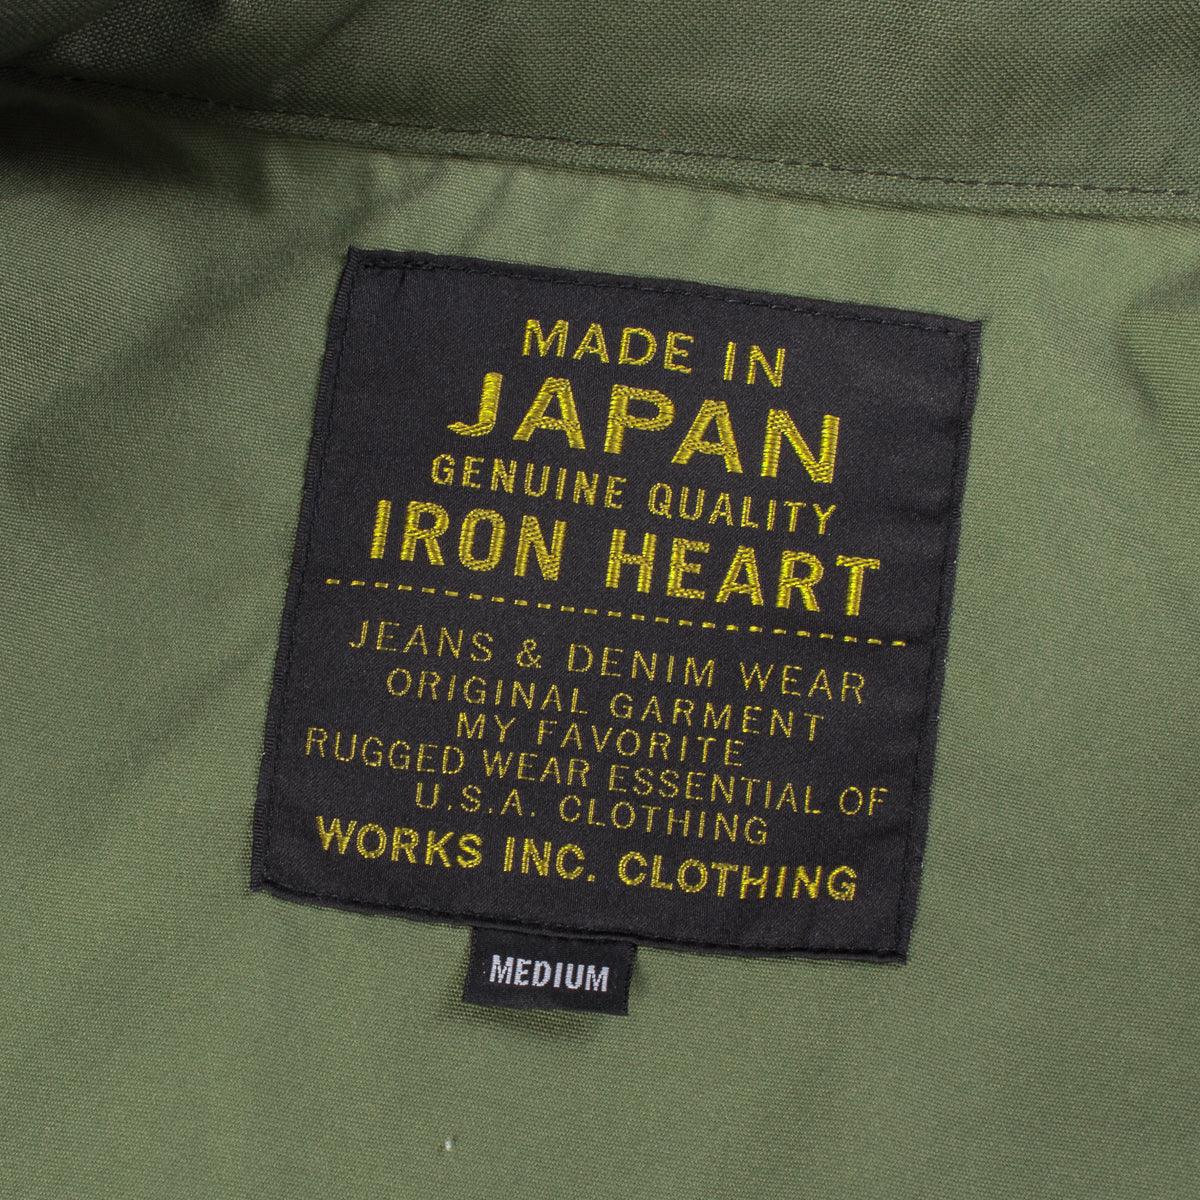 MADE IN
JAPAN
GENUINE QUALITY
IRON HEART
JEANS & DENIM WEAR
ORIGINAL GARMENT
MY FAVORITE
RUGGED WEAR ESSENTIAL OF
U.S.A. CLOTHING
WORKS INC. CLOTHING
MEDIUM